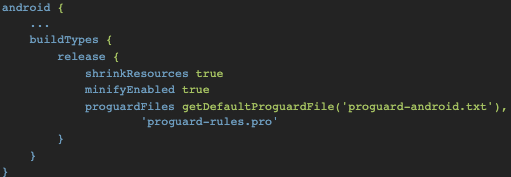 android {
    ...
    buildTypes {
        release {
            shrinkResources true
            minifyEnabled true
            proguardFiles getDefaultProguardFile('proguard-android.txt'),
                    'proguard-rules.pro'
        }
    }
}